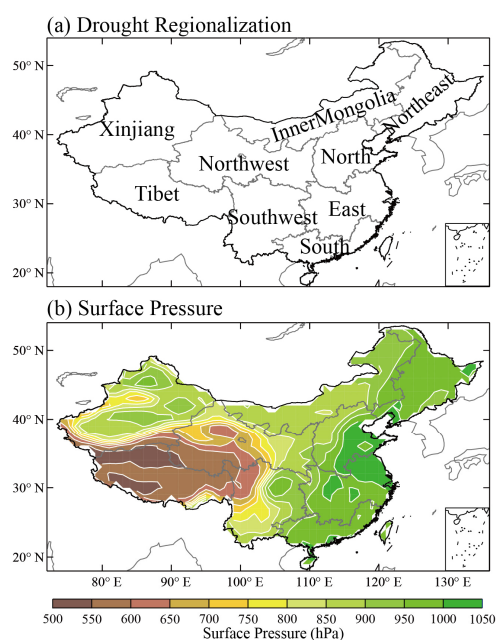 (a) Drought Regionalization
50° N
40° N
30° N
20° N
Xinjiang
InnerMongolia
Northeast
Northwest
North
Tibet
Southwest
East
South
(b) Surface Pressure
50° N
40° N
30° N
20° N
80° E 90° E 100° E 110° E 120° E 130° E
500 550 600 650 700 750 800 850 900 950 1000 1050
Surface Pressure (hPa)